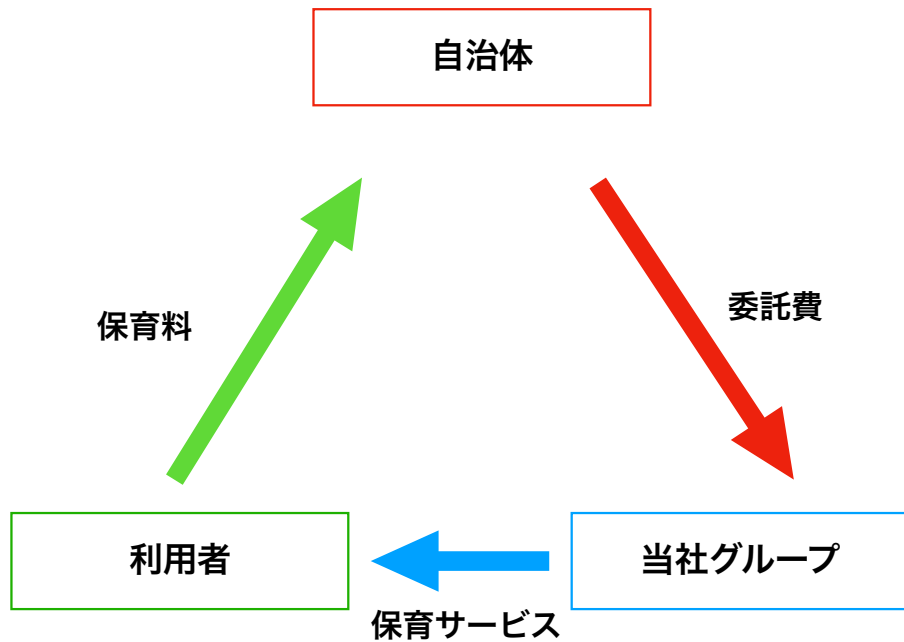 自治体
保育料
委託費
利用者
当社グループ
保育サービス